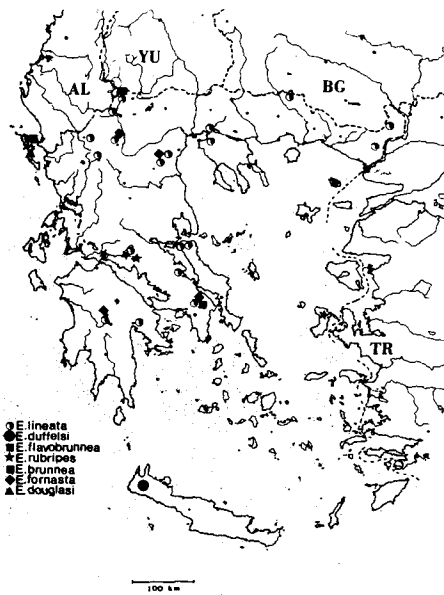 YU
AL
BG
TR
E.lineata
E.duffelsi
E.flavobrunnea
E.rubripes
E.brunnea
E.fornasta
E.douglasi
100 km